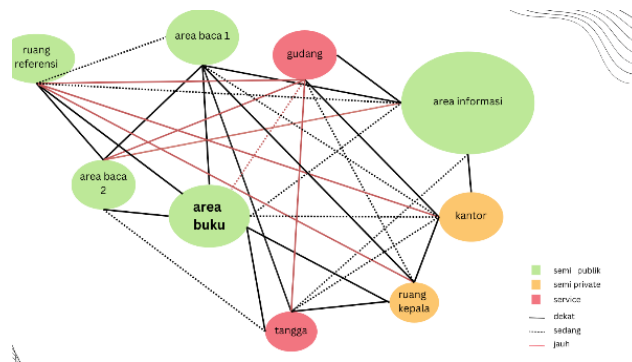 ruang
referensi
area baca 1
gudang
area informasi
area baca
2
area
buku
kantor
ruang
kepala
tangga
semi publik
semi private
service
dekat
sedang
jauh